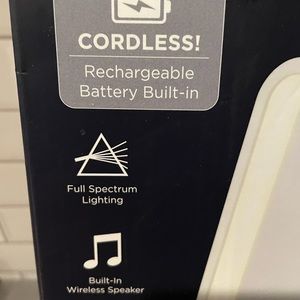 CORDLESS!
Rechargeable
Battery Built-in
Full Spectrum
Lighting
Built-In
Wireless Speaker